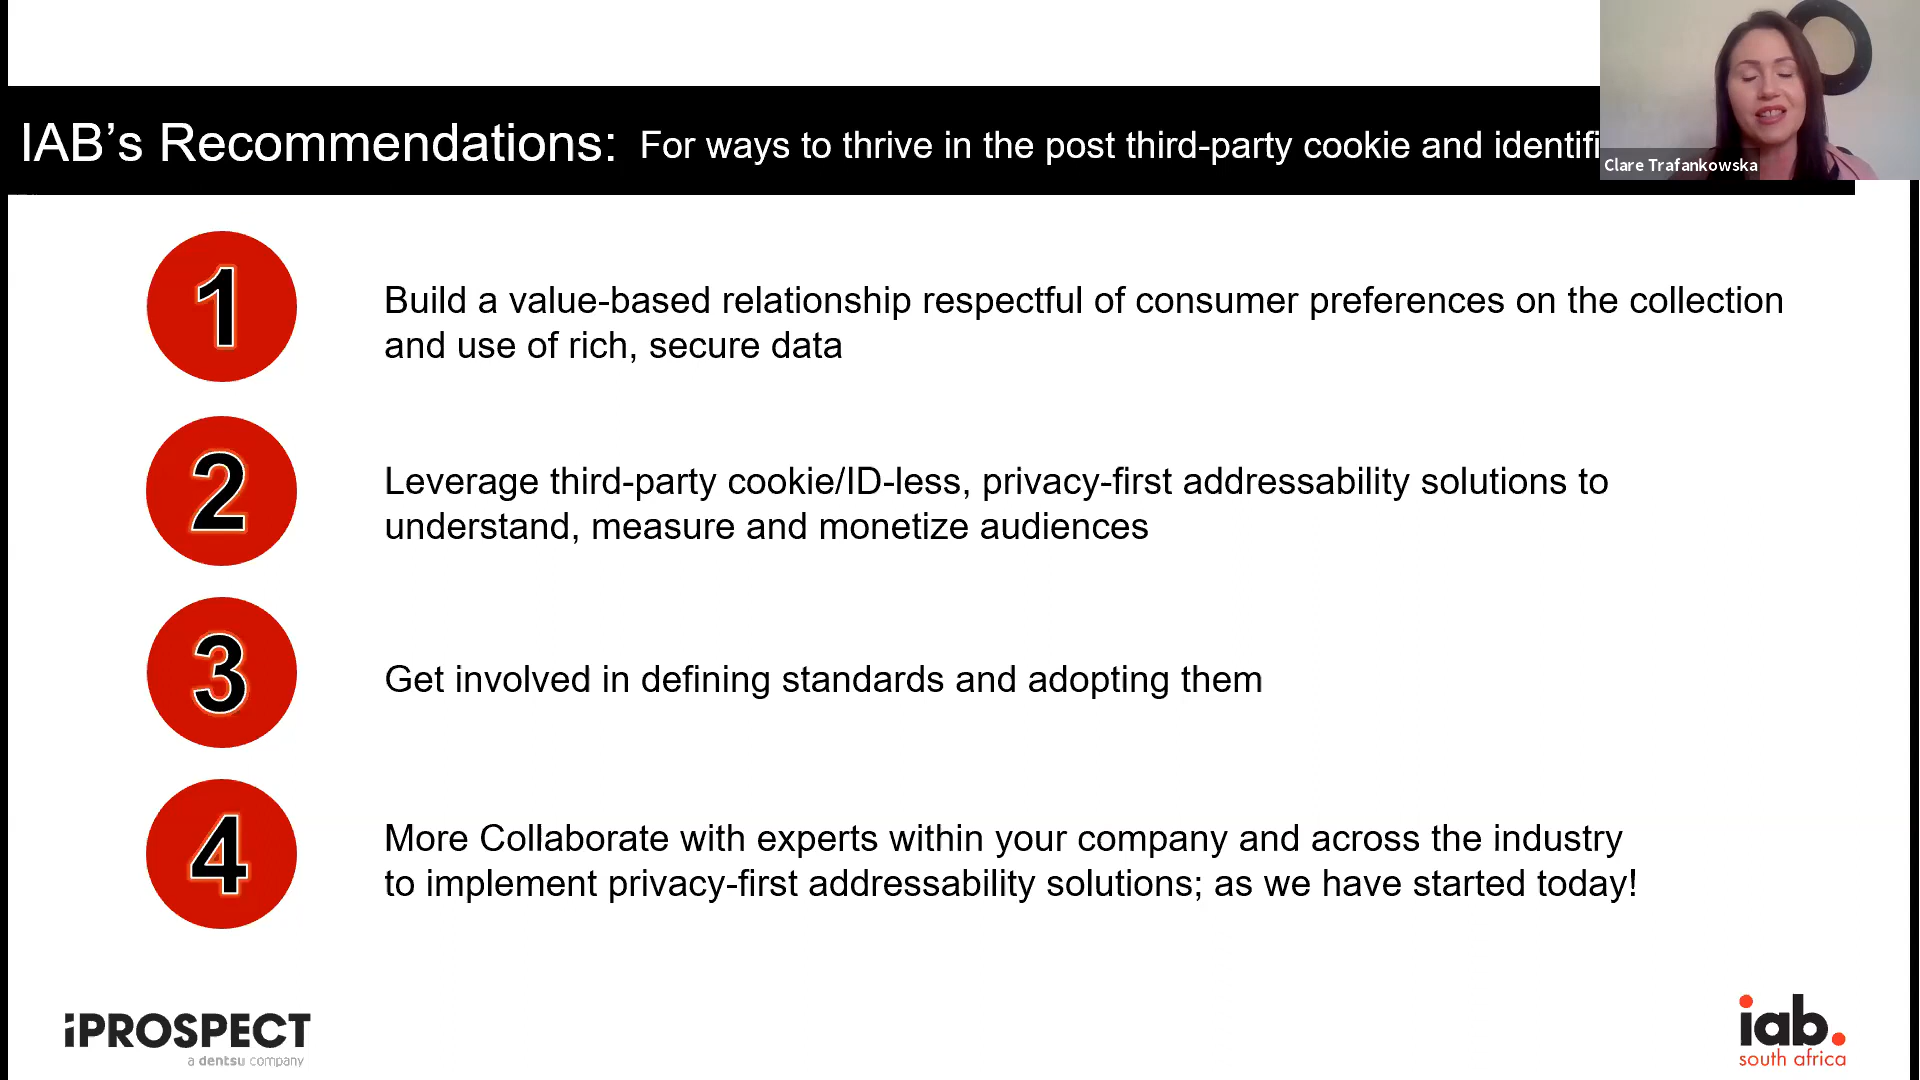 IAB’s Recommendations: For ways to thrive in the post third-party cookie and
Clare Trafankowska
1
Build a value-based relationship respectful of consumer preferences on the collection
and use of rich, secure data
2
Leverage third-party cookie/ID-less, privacy-first addressability solutions to
understand, measure and monetize audiences
3
Get involved in defining standards and adopting them
4
More Collaborate with experts within your company and across the industry
to implement privacy-first addressability solutions; as we have started today!
iPROSPECT
a dentsu company
iab.
south africa